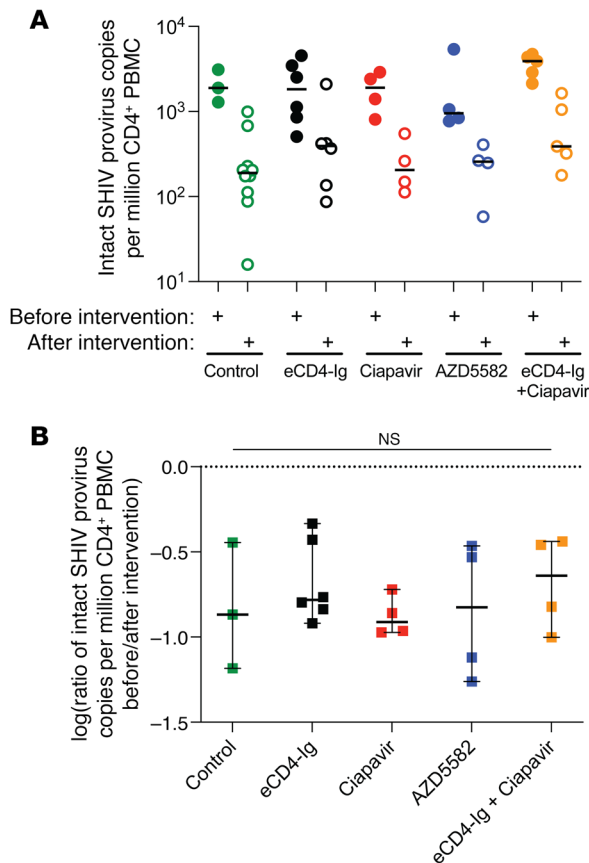 A
Intact SHIV provirus copies
per million CD4⁺ PBMC
10⁴
10³
10²
10¹
Before intervention: + + + + +
After intervention: + + + + +
Control eCD4-Ig Ciapavir AZD5582 eCD4-Ig
+Ciapavir
B
log(ratio of intact SHIV provirus
copies per million CD4⁺ PBMC
before/after intervention)
NS
0.0
−0.5
−1.0
−1.5
Control
eCD4-Ig
Ciapavir
AZD5582
eCD4-Ig + Ciapavir